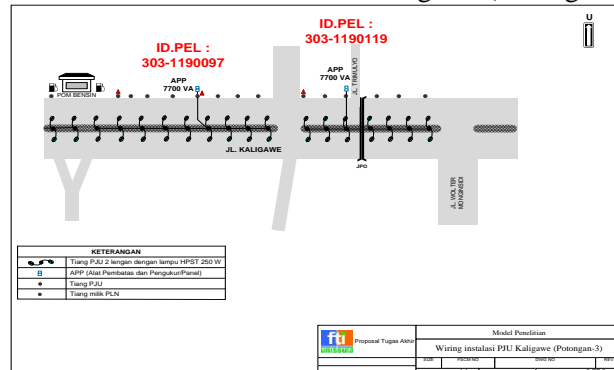 ID.PEL :
303-1190119
ID.PEL :
303-1190097
U
APP
7700 VA
APP
7700 VA
JL. TRIMULYO
POM BENSIN
JL. KALIGAWE
JPO
JL. WOLTER
MONGINSIDI
KETERANGAN
Tiang PJU 2 lengan dengan lampu HPST 250 W
APP (Alat Pembatas dan Pengukur/Panel)
Tiang PJU
Tiang milik PLN
Proposal Tugas Akhir
UNISSULA
Model Penelitian
Wiring instalasi PJU Kaligawe (Potongan-3)
SIZE FSCM NO DWG NO REV